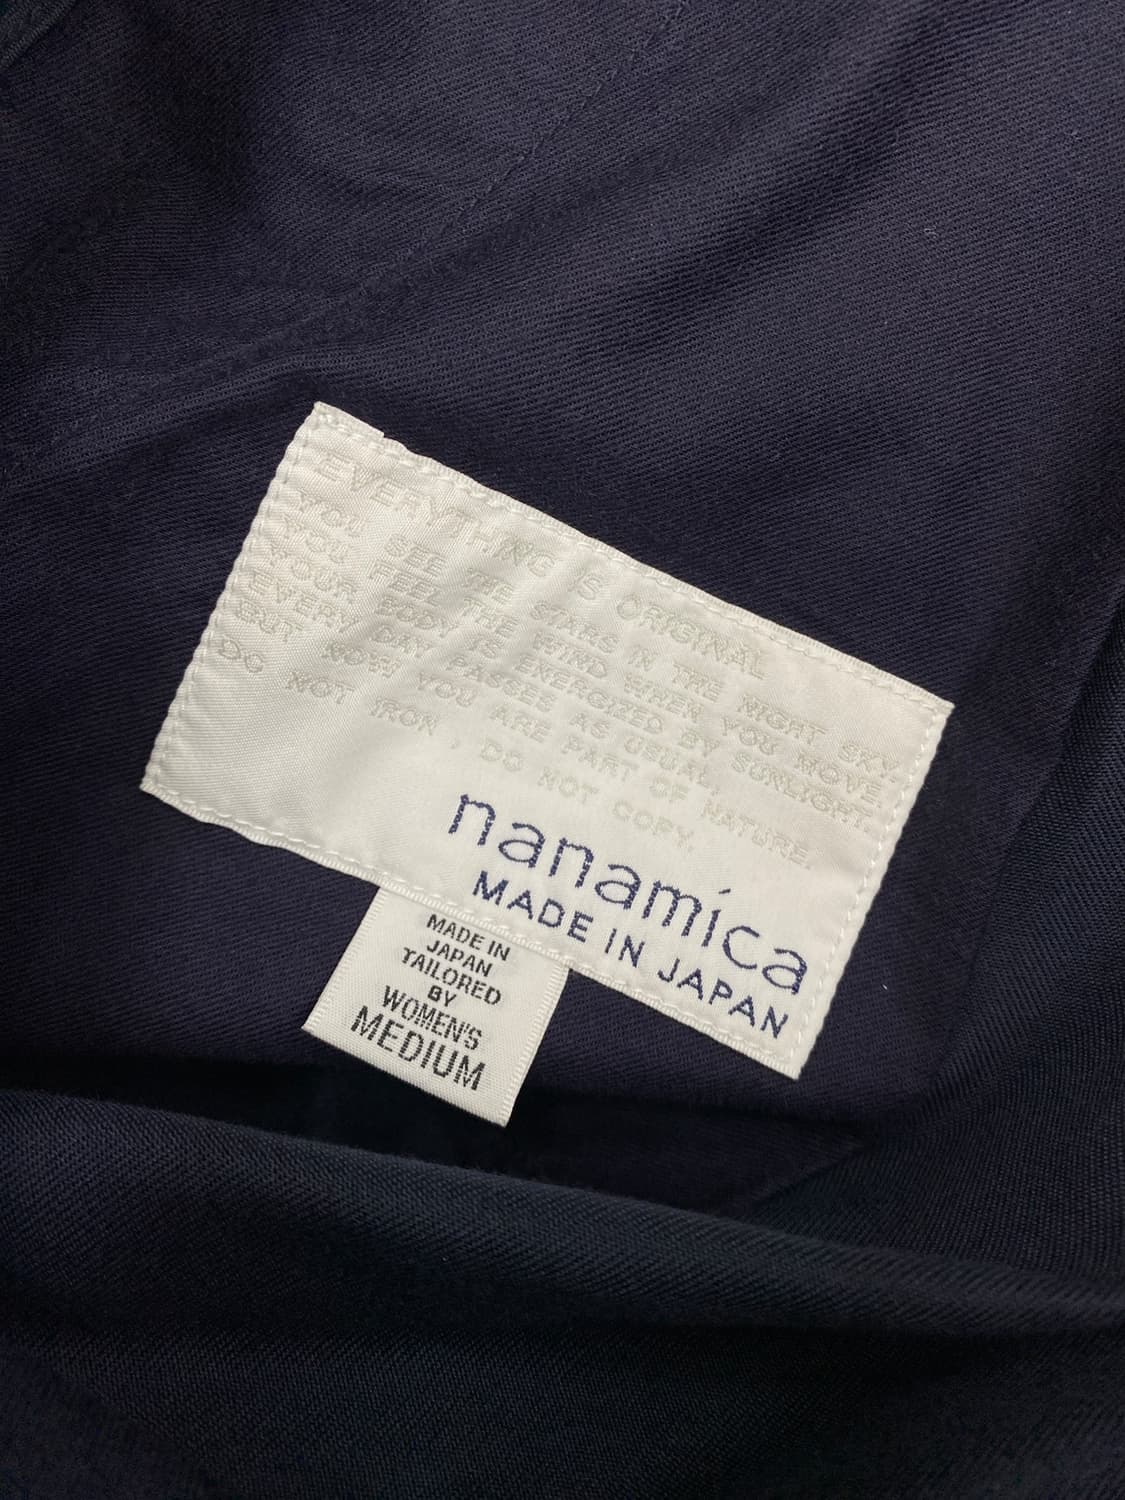 EVERYTHING IS ORIGINAL
YOU SEE THE STARS IN THE NIGHT SKY.
YOU FEEL THE WIND WHEN YOU MOVE.
YOUR BODY IS ENERGIZED BY SUNLIGHT.
EVERY DAY PASSES AS USUAL,
BUT NOW YOU ARE PART OF NATURE.
DO NOT IRON, DO NOT COPY.
nanamíca
MADE IN JAPAN
MADE IN
JAPAN
TAILORED
BY
WOMEN'S
MEDIUM